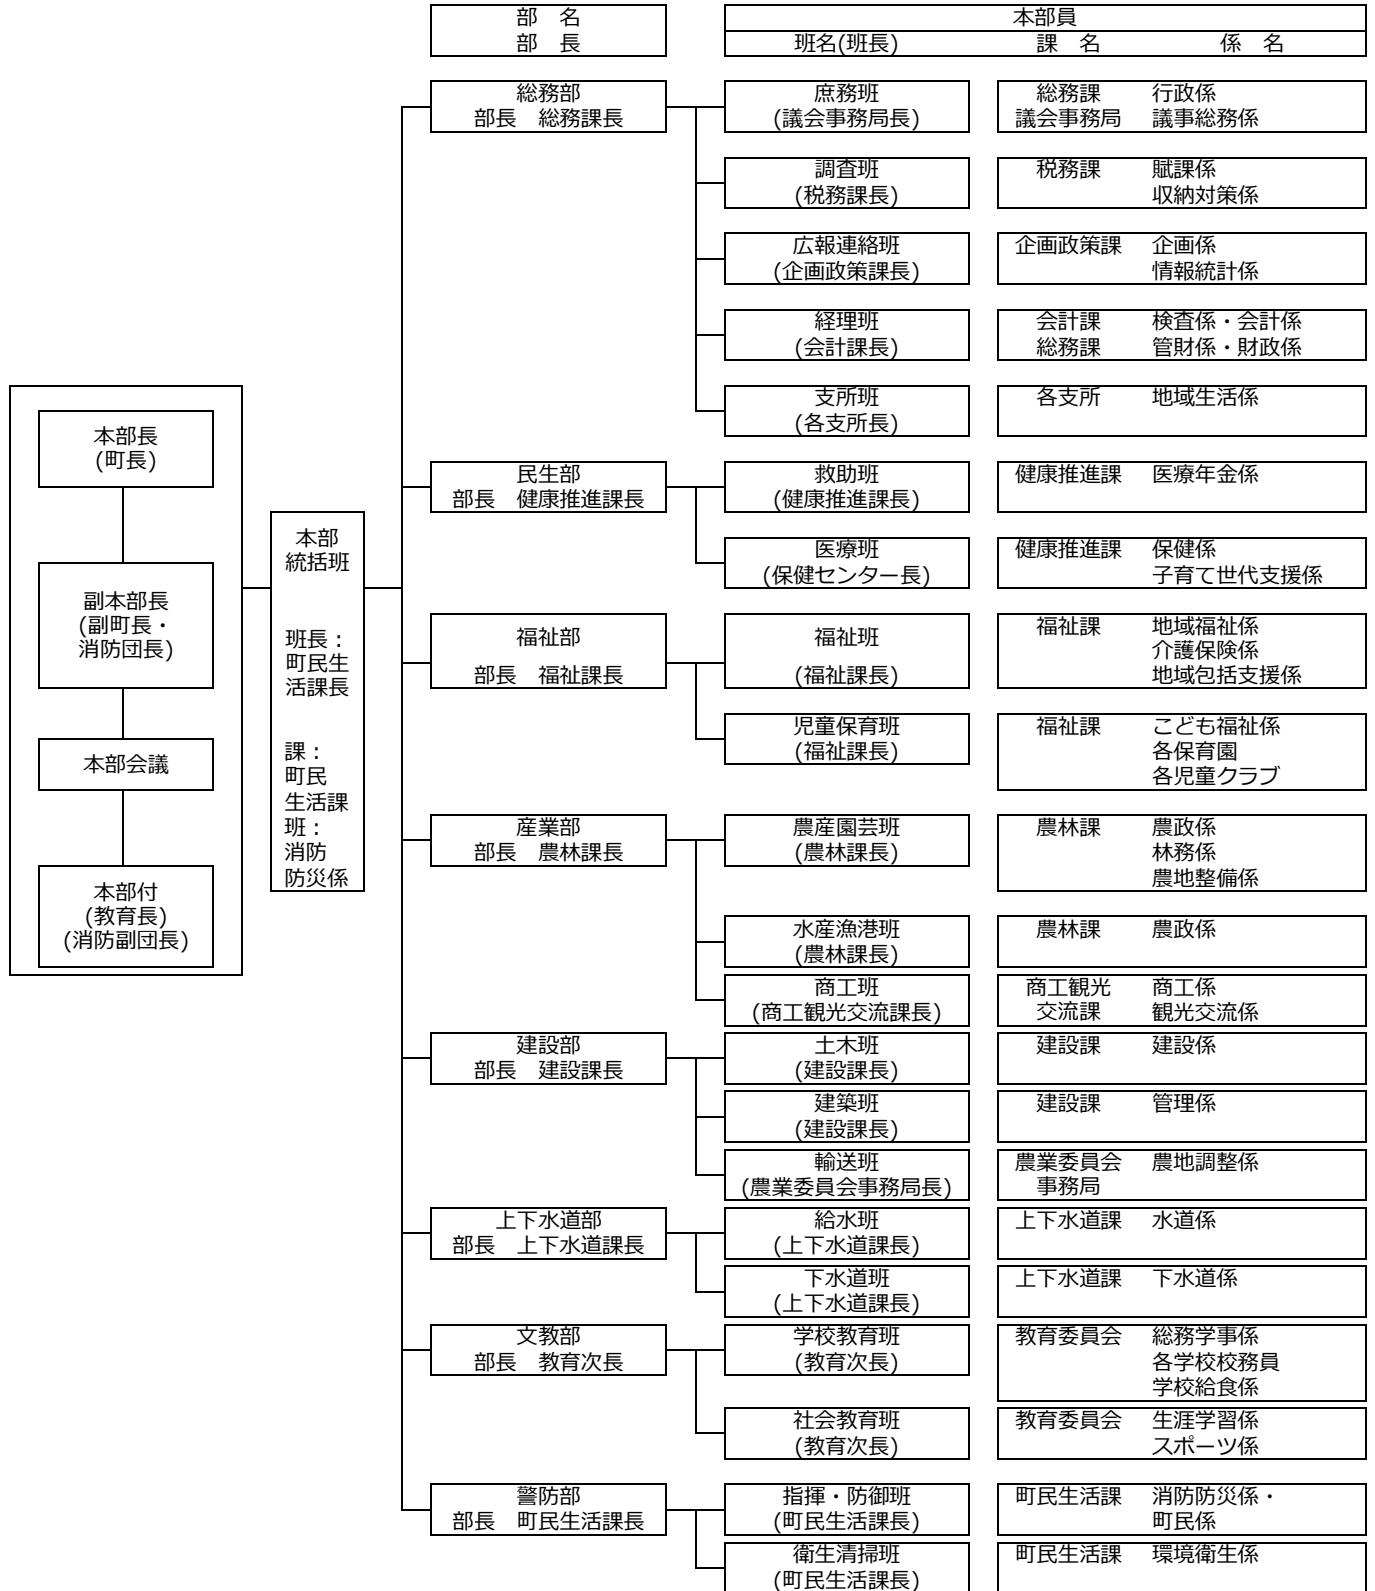 部　名
部　長
本部員
班名(班長)　課　名　係　名
総務部
部長　総務課長
庶務班
(議会事務局長)
総務課　行政係
議会事務局　議事総務係
調査班
(税務課長)
税務課　賦課係
収納対策係
広報連絡班
(企画政策課長)
企画政策課　企画係
情報統計係
経理班
(会計課長)
会計課　検査係・会計係
総務課　管財係・財政係
支所班
(各支所長)
各支所　地域生活係
本部長
(町長)
副本部長
(副町長・
消防団長)
本部会議
本部付
(教育長)
(消防副団長)
本部
統括班
班長：
町民生
活課長
課：
町民
生活課
班：
消防
防災係
民生部
部長　健康推進課長
救助班
(健康推進課長)
健康推進課　医療年金係
医療班
(保健センター長)
健康推進課　保健係
子育て世代支援係
福祉部
部長　福祉課長
福祉班
(福祉課長)
福祉課　地域福祉係
介護保険係
地域包括支援係
児童保育班
(福祉課長)
福祉課　こども福祉係
各保育園
各児童クラブ
産業部
部長　農林課長
農産園芸班
(農林課長)
農林課　農政係
林務係
農地整備係
水産漁港班
(農林課長)
農林課　農政係
商工班
(商工観光交流課長)
商工観光　商工係
交流課　観光交流係
建設部
部長　建設課長
土木班
(建設課長)
建設課　建設係
建築班
(建設課長)
建設課　管理係
輸送班
(農業委員会事務局長)
農業委員会　農地調整係
事務局
上下水道部
部長　上下水道課長
給水班
(上下水道課長)
上下水道課　水道係
下水道班
(上下水道課長)
上下水道課　下水道係
文教部
部長　教育次長
学校教育班
(教育次長)
教育委員会　総務学事係
各学校校務員
学校給食係
社会教育班
(教育次長)
教育委員会　生涯学習係
スポーツ係
警防部
部長　町民生活課長
指揮・防御班
(町民生活課長)
町民生活課　消防防災係・
町民係
衛生清掃班
(町民生活課長)
町民生活課　環境衛生係